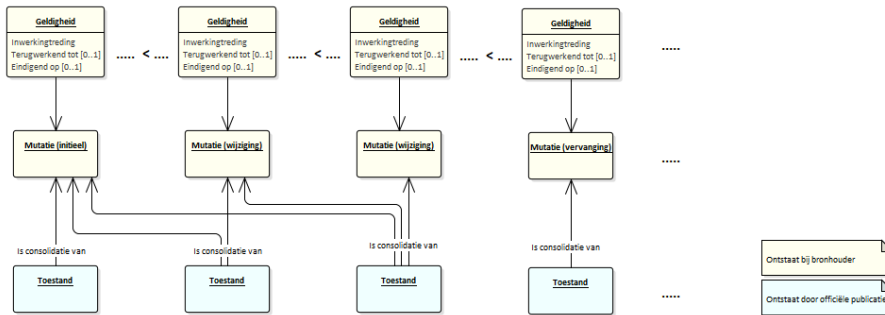 Geldigheid
Inwerkingtreding
Terugwerkend tot [0..1]
Eindigend op [0..1]
..... < ....
Geldigheid
Inwerkingtreding
Terugwerkend tot [0..1]
Eindigend op [0..1]
..... < ....
Geldigheid
Inwerkingtreding
Terugwerkend tot [0..1]
Eindigend op [0..1]
..... < ....
Geldigheid
Inwerkingtreding
Terugwerkend tot [0..1]
Eindigend op [0..1]
.....
Mutatie (initieel)
Mutatie (wijziging)
Mutatie (wijziging)
Mutatie (vervanging)
.....
Is consolidatie van
Is consolidatie van
Is consolidatie van
Is consolidatie van
Toestand
Toestand
Toestand
Toestand
.....
Ontstaat bij bronhouder
Ontstaat door officiële publicatie